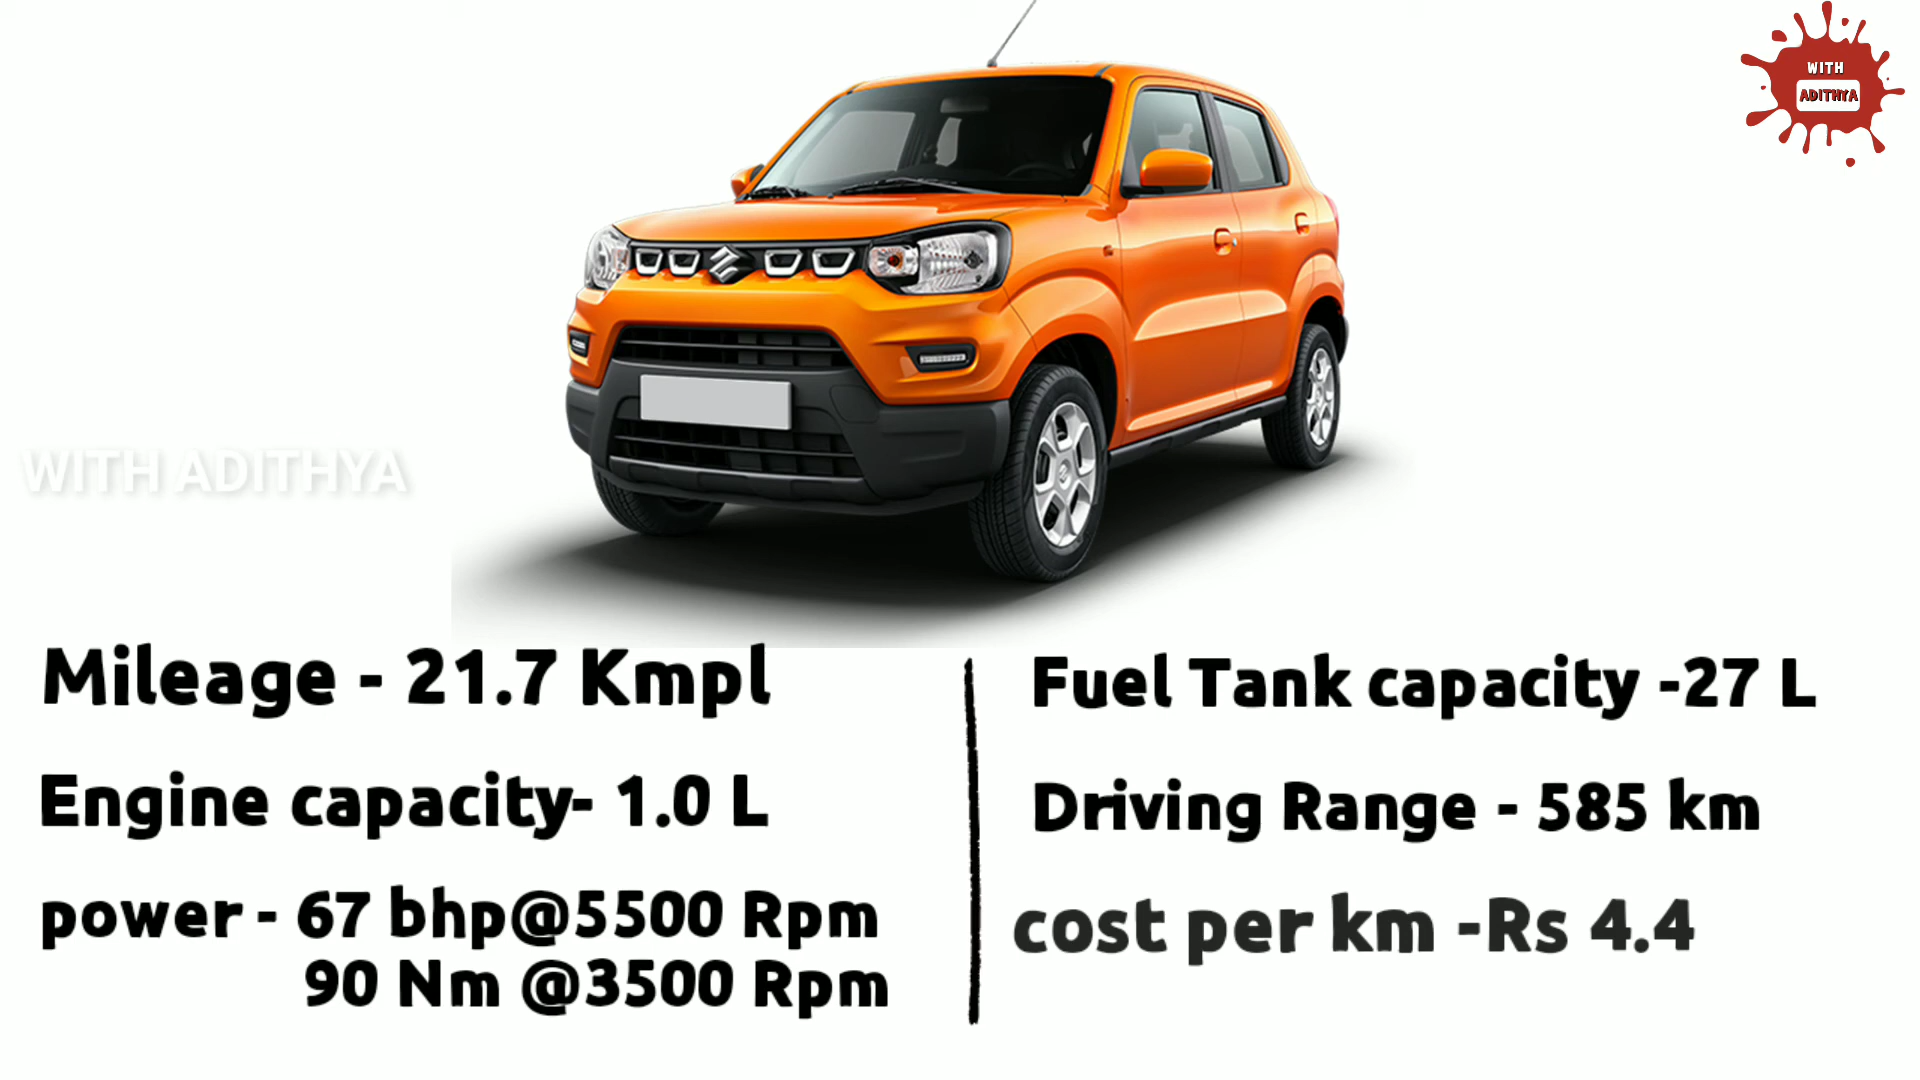 WITH
ADITHYA
WITH ADITHYA
Mileage - 21.7 Kmpl
Engine capacity- 1.0 L
power - 67 bhp@5500 Rpm
90 Nm @3500 Rpm
Fuel Tank capacity -27 L
Driving Range - 585 km
cost per km -Rs 4.4